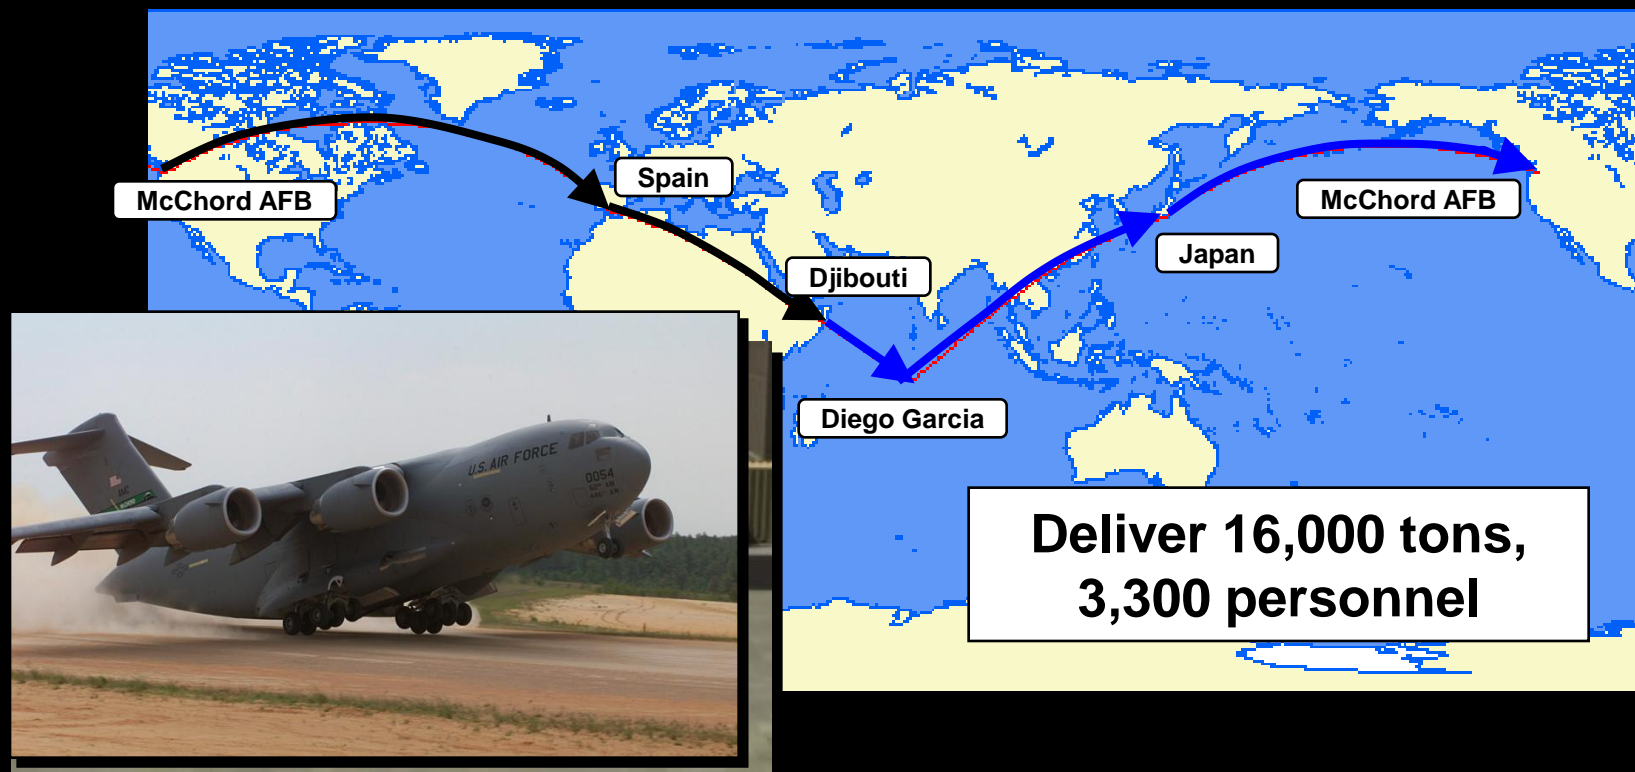 McChord AFB
Spain
Djibouti
Diego Garcia
Japan
McChord AFB
Deliver 16,000 tons,
3,300 personnel
U.S. AIR FORCE
0054
AMC